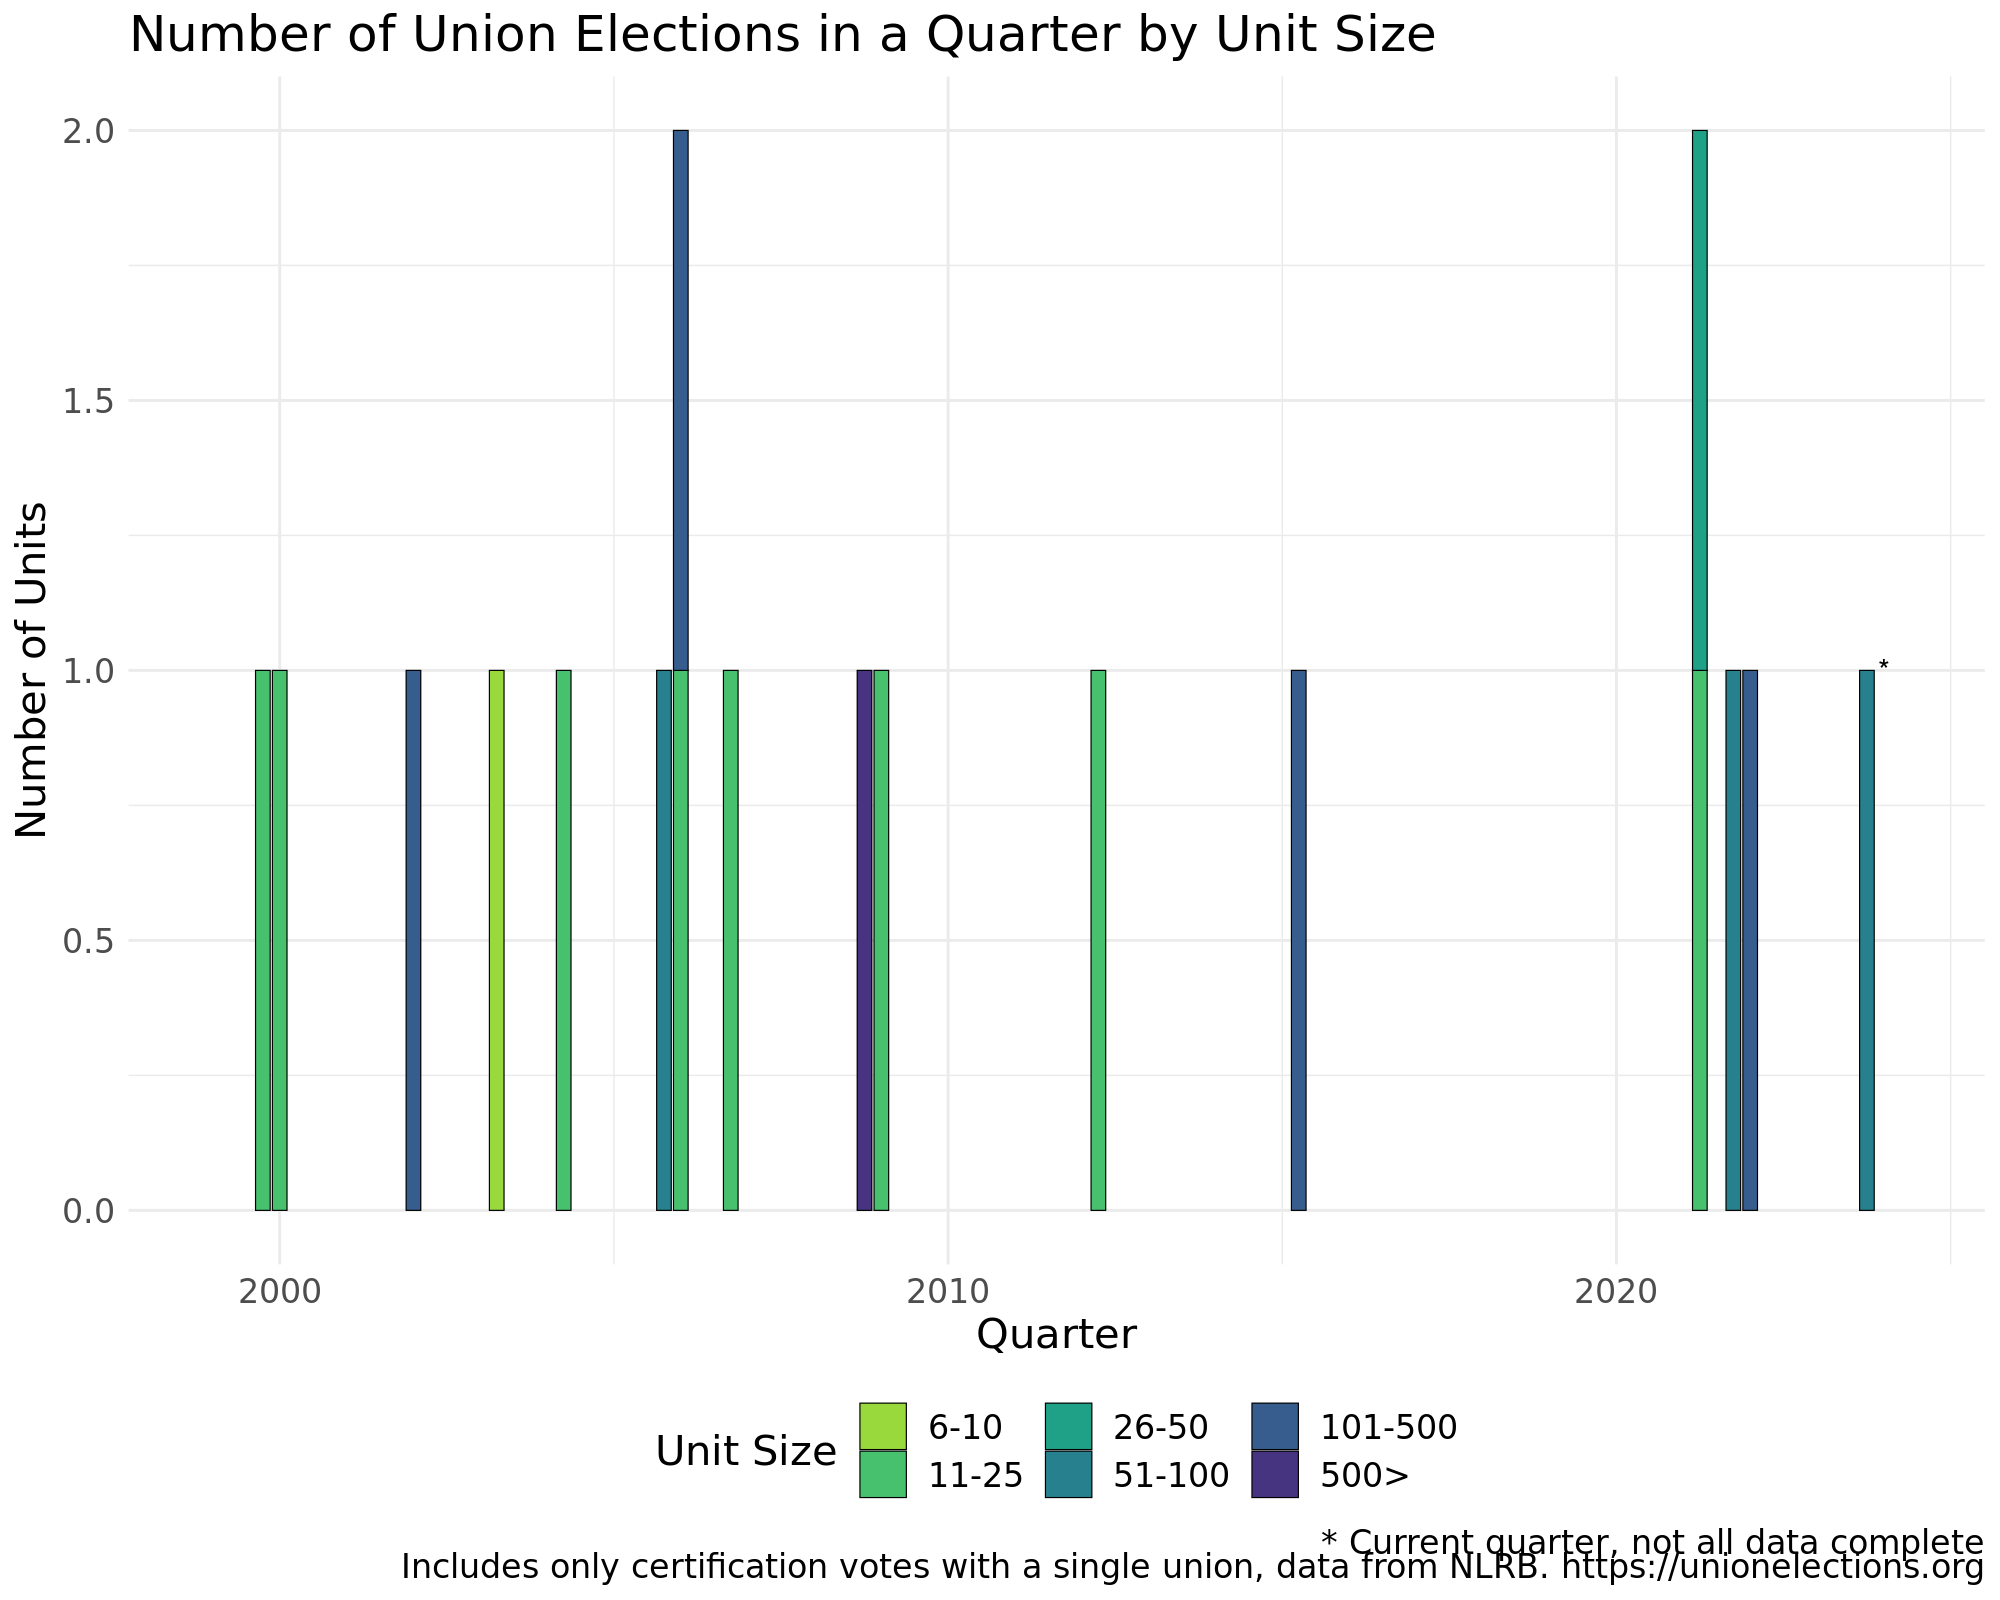 Number of Union Elections in a Quarter by Unit Size
Number of Units
2.0
1.5
1.0
0.5
0.0
*
2000 2010 2020
Quarter
Unit Size
6-10 26-50 101-500
11-25 51-100 500>
* Current quarter, not all data complete
Includes only certification votes with a single union, data from NLRB. https://unionelections.org